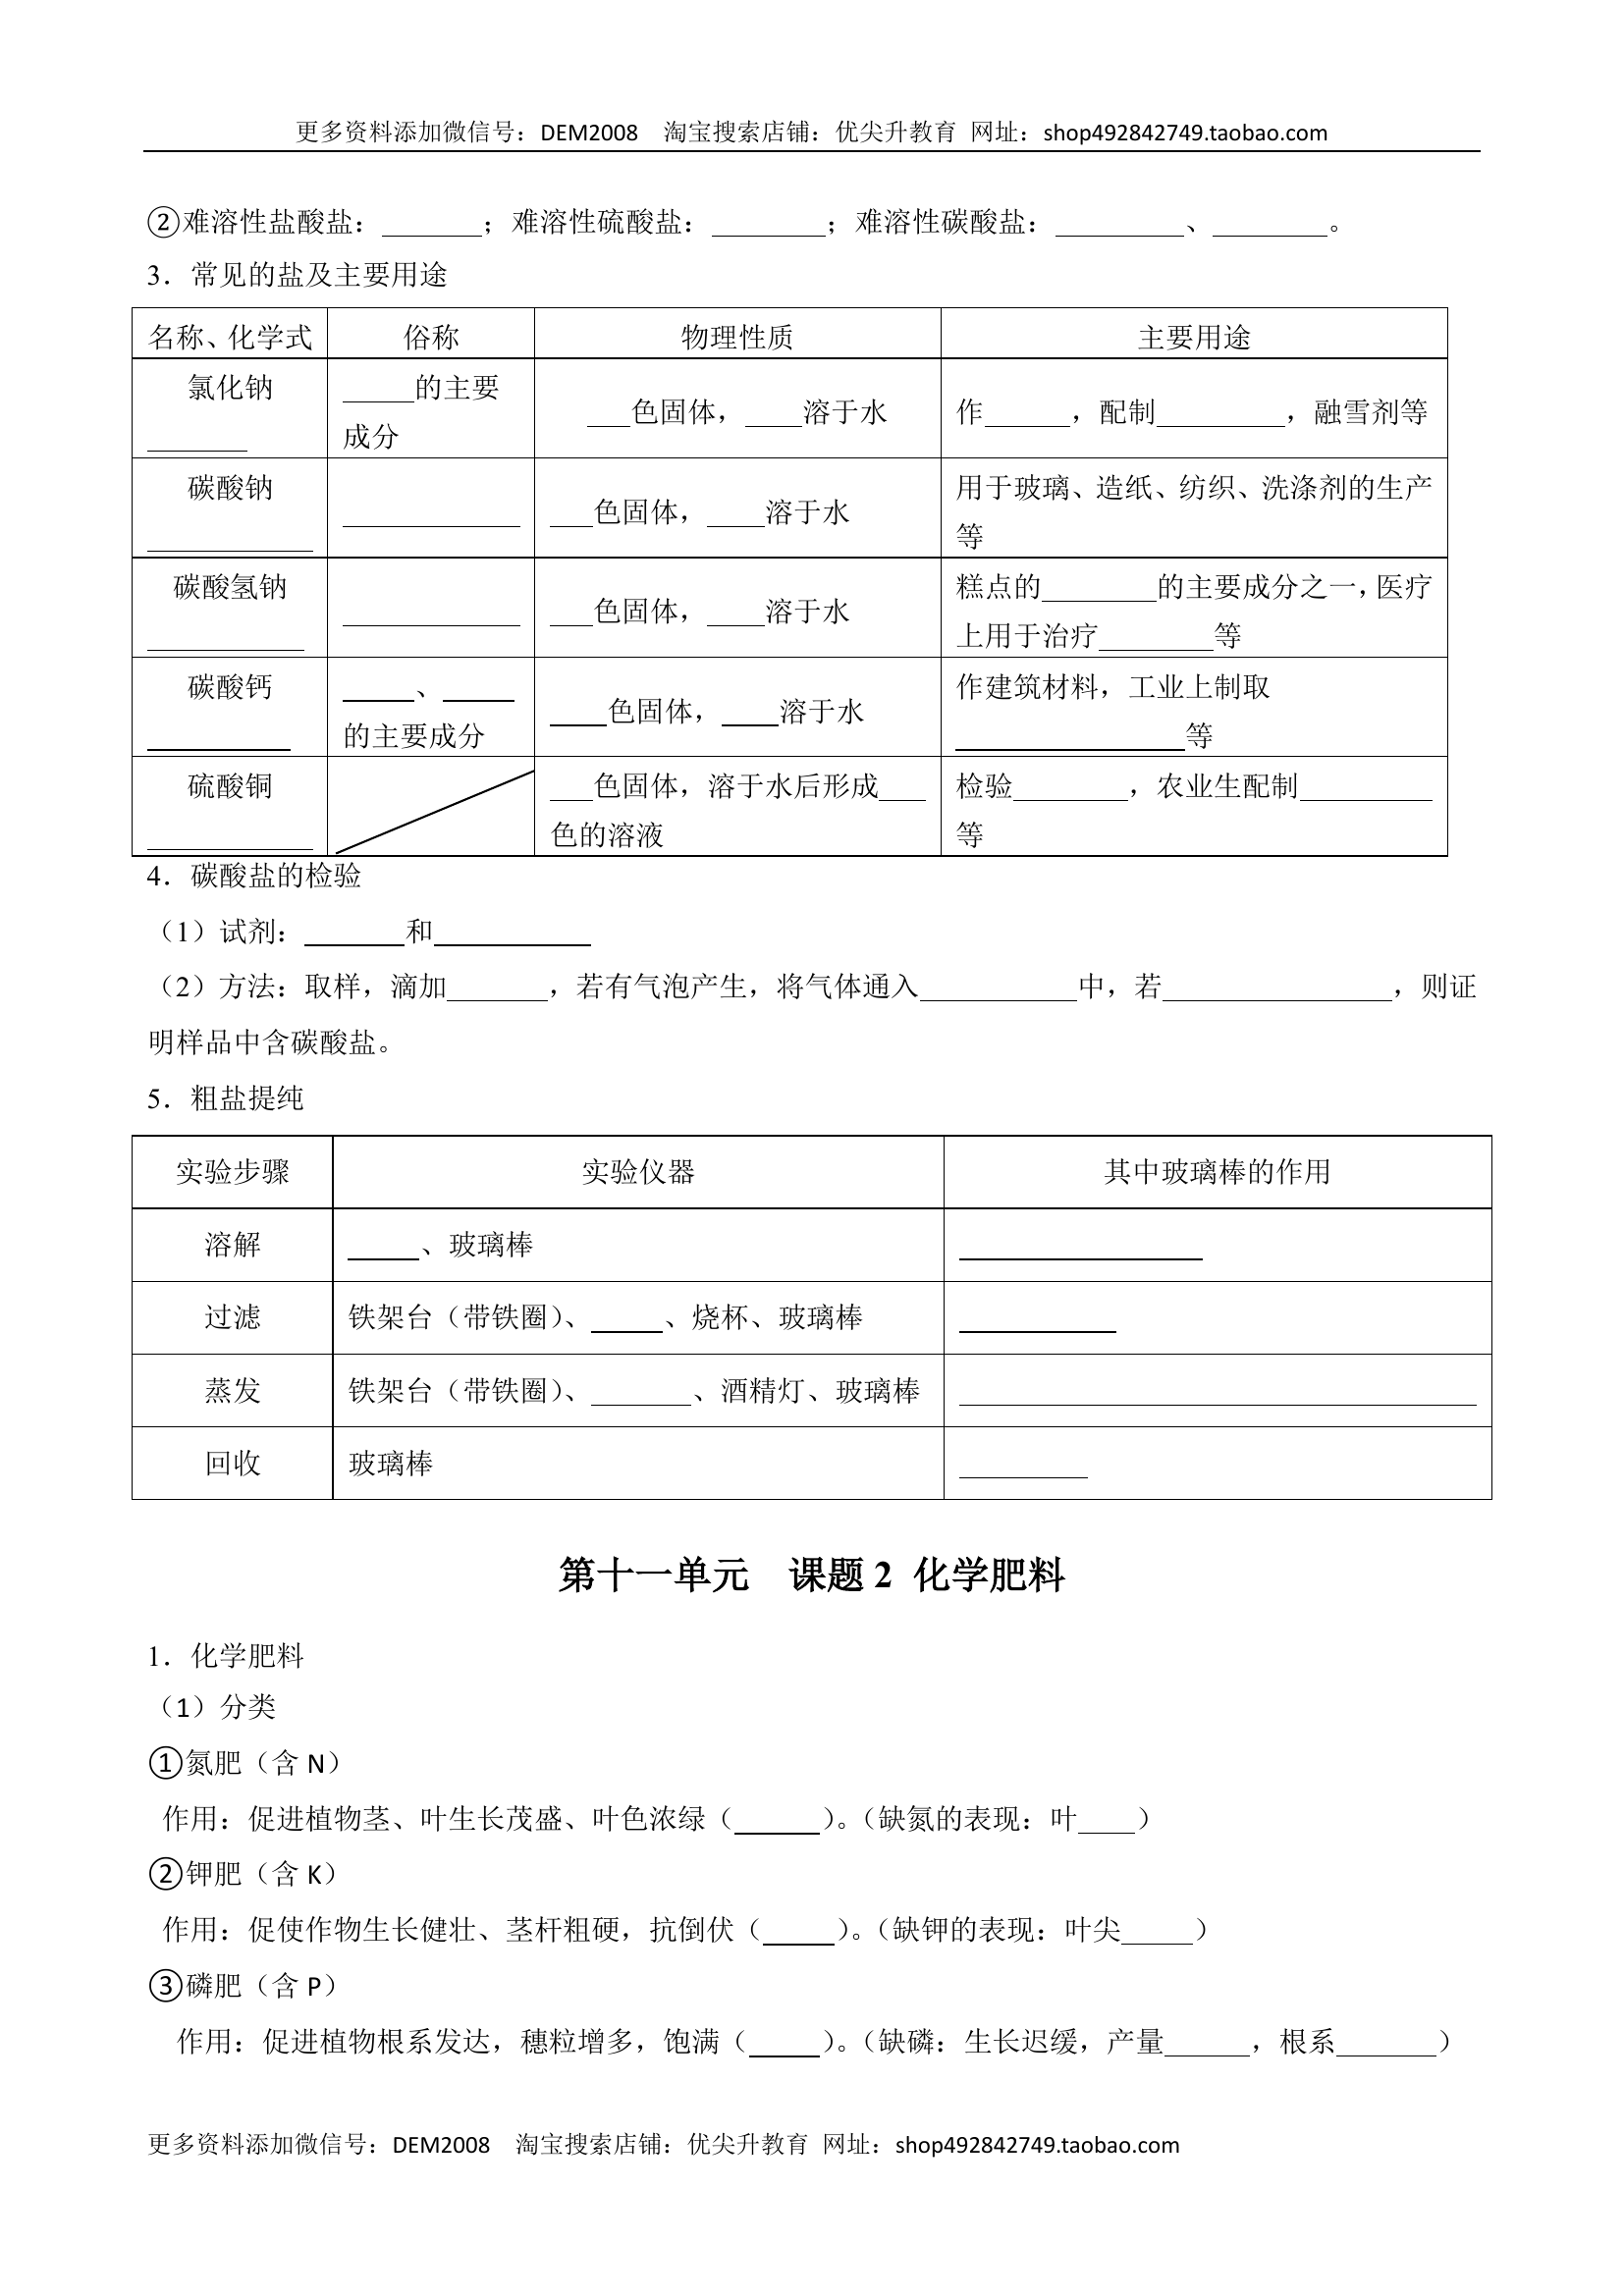 更多资料添加微信号：DEM2008 淘宝搜索店铺：优尖升教育 网址：shop492842749.taobao.com
②难溶性盐酸盐：_______；难溶性硫酸盐：________；难溶性碳酸盐：_________、________。
3．常见的盐及主要用途
名称、化学式 俗称 物理性质 主要用途
氯化钠 _______ _____的主要成分 ___色固体，____溶于水 作____，配制_________，融雪剂等
碳酸钠 ____________ ____________ ___色固体，____溶于水 用于玻璃、造纸、纺织、洗涤剂的生产等
碳酸氢钠 ___________ ____________ ___色固体，____溶于水 糕点的________的主要成分之一，医疗上用于治疗________等
碳酸钙 __________ _____、_____的主要成分 ____色固体，____溶于水 作建筑材料，工业上制取________________等
硫酸铜 ____________ ___色固体，溶于水后形成___色的溶液 检验________，农业生配制_________等
4．碳酸盐的检验
（1）试剂：_______和___________
（2）方法：取样，滴加_______，若有气泡产生，将气体通入___________中，若________________，则证
明样品中含碳酸盐。
5．粗盐提纯
实验步骤 实验仪器 其中玻璃棒的作用
溶解 _____、玻璃棒 _________________
过滤 铁架台（带铁圈）、_____、烧杯、玻璃棒 ___________
蒸发 铁架台（带铁圈）、_______、酒精灯、玻璃棒 ____________________________________
回收 玻璃棒 _________
第十一单元 课题 2 化学肥料
1．化学肥料
（1）分类
①氮肥（含 N）
作用：促进植物茎、叶生长茂盛、叶色浓绿（______）。（缺氮的表现：叶____）
②钾肥（含 K）
作用：促使作物生长健壮、茎杆粗硬，抗倒伏（_____）。（缺钾的表现：叶尖_____）
③磷肥（含 P）
作用：促进植物根系发达，穗粒增多，饱满（_____）。（缺磷：生长迟缓，产量______，根系_______）
更多资料添加微信号：DEM2008 淘宝搜索店铺：优尖升教育 网址：shop492842749.taobao.com